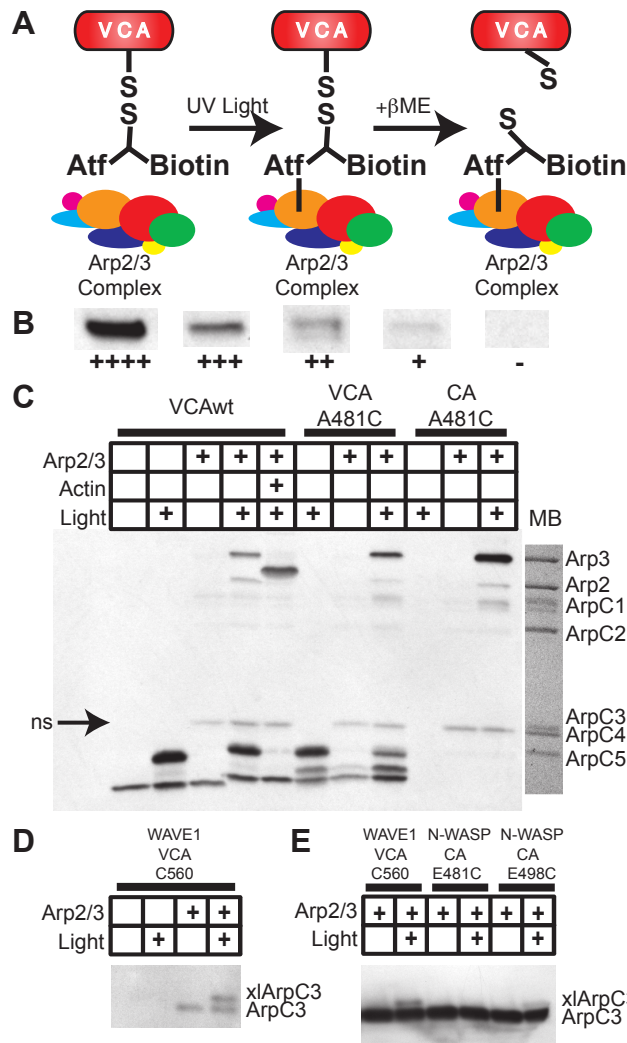 A
VCA VCA VCA
S S S
S UV Light S +βME S
Atf Biotin Atf Biotin Atf Biotin
Arp2/3 Complex Arp2/3 Complex Arp2/3 Complex
B
++++ +++ ++ + -
C
VCAwt VCA A481C CA A481C
Arp2/3 + + + + + + +
Actin +
Light + + + + + + + MB
Arp3
Arp2
ArpC1
ArpC2
ns
ArpC3
ArpC4
ArpC5
D
WAVE1
VCA
C560
Arp2/3 + +
Light + +
xlArpC3
ArpC3
E
WAVE1 VCA C560 N-WASP CA E481C N-WASP CA E498C
Arp2/3 + + + + + +
Light + + +
ArpC3